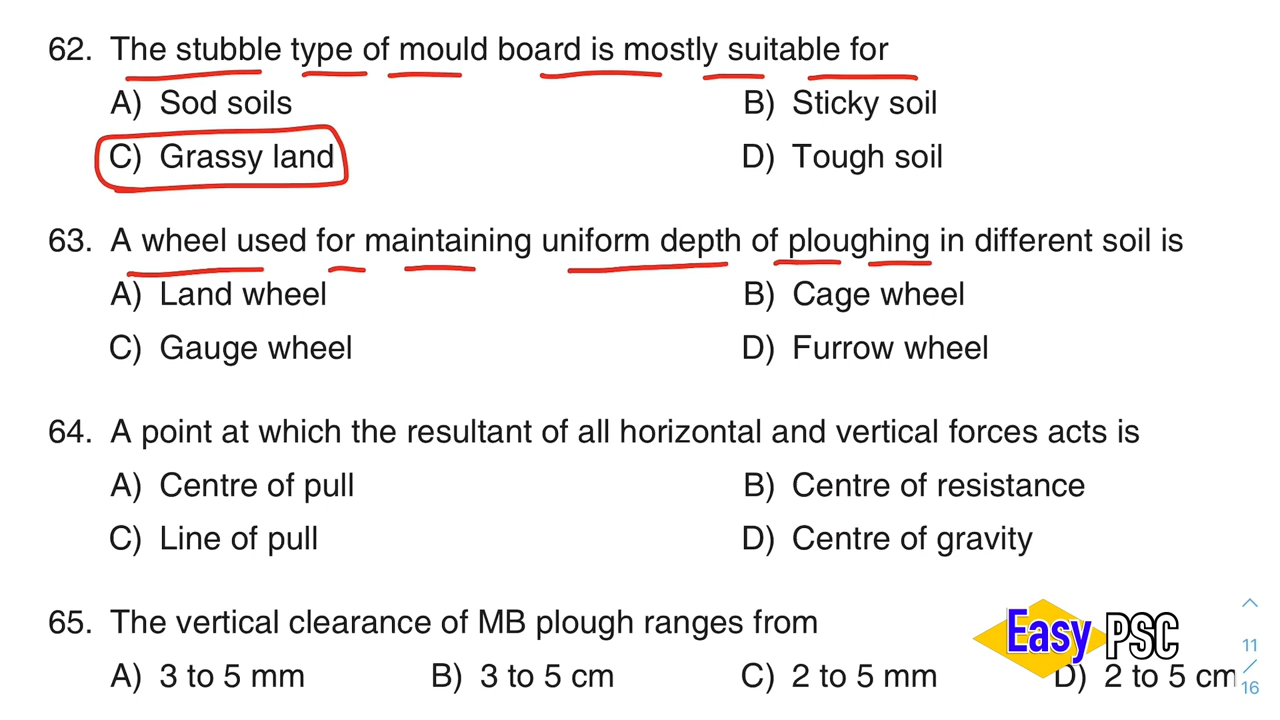 62. The stubble type of mould board is mostly suitable for
A) Sod soils B) Sticky soil
C) Grassy land D) Tough soil
63. A wheel used for maintaining uniform depth of ploughing in different soil is
A) Land wheel B) Cage wheel
C) Gauge wheel D) Furrow wheel
64. A point at which the resultant of all horizontal and vertical forces acts is
A) Centre of pull B) Centre of resistance
C) Line of pull D) Centre of gravity
65. The vertical clearance of MB plough ranges from
A) 3 to 5 mm B) 3 to 5 cm C) 2 to 5 mm D) 2 to 5 cm
Easy PSC
11
/
16